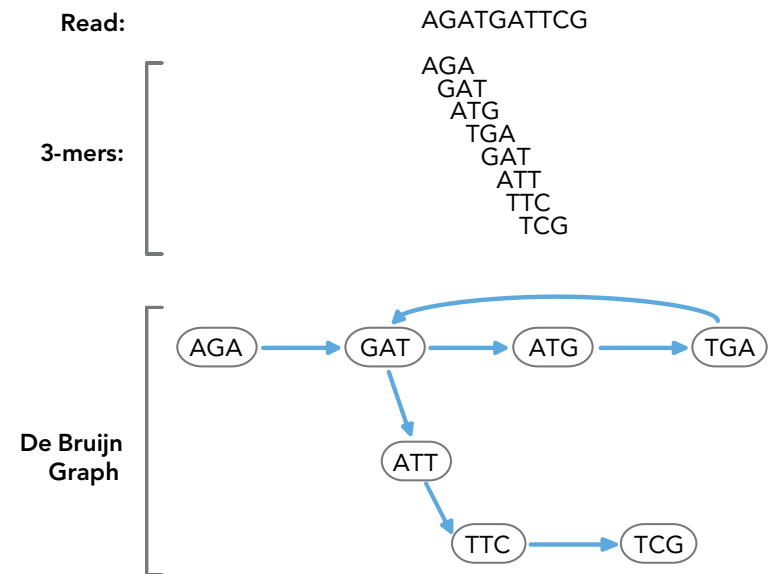 Read: AGATGATTCG
3-mers:
AGA
GAT
ATG
TGA
GAT
ATT
TTC
TCG
De Bruijn
Graph
AGA GAT ATG TGA
ATT
TTC TCG